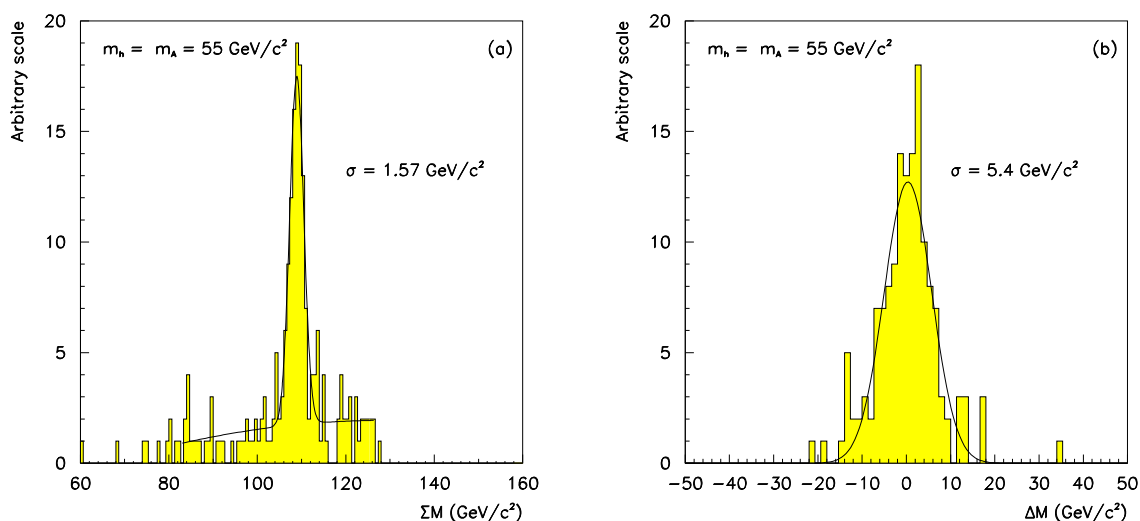 Arbitrary scale
20
15
10
5
0
m_h = m_A = 55 GeV/c²
(a)
σ = 1.57 GeV/c²
60 80 100 120 140 160
ΣM (GeV/c²)
Arbitrary scale
20
15
10
5
0
m_h = m_A = 55 GeV/c²
(b)
σ = 5.4 GeV/c²
−50 −40 −30 −20 −10 0 10 20 30 40 50
ΔM (GeV/c²)